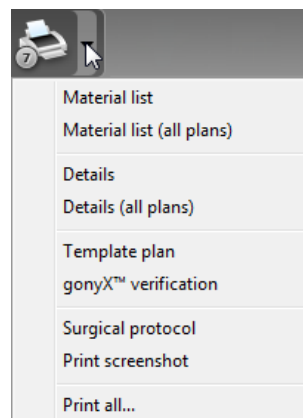 7
Material list
Material list (all plans)
Details
Details (all plans)
Template plan
gonyX™ verification
Surgical protocol
Print screenshot
Print all...